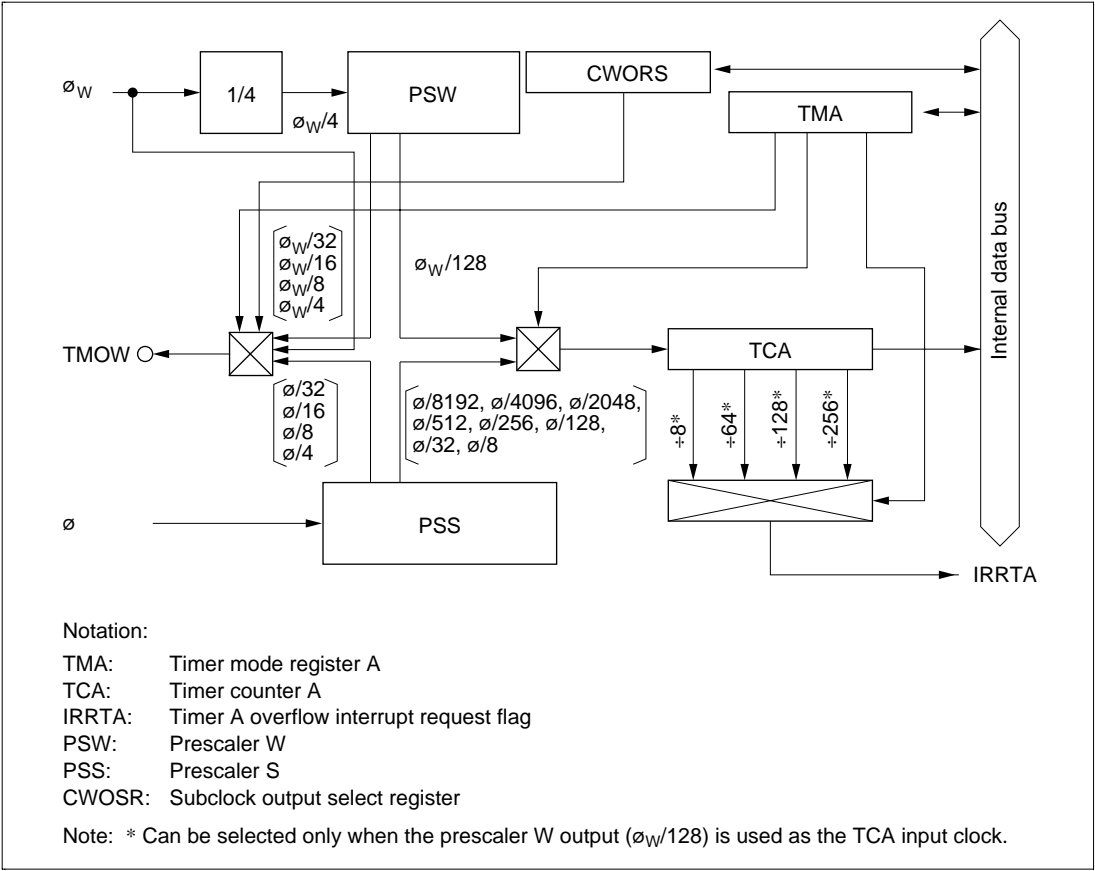 øW
1/4
øW/4
PSW
CWORS
TMA
Internal data bus
øW/32
øW/16
øW/8
øW/4
øW/128
TMOW
TCA
ø/32
ø/16
ø/8
ø/4
ø/8192, ø/4096, ø/2048,
ø/512, ø/256, ø/128,
ø/32, ø/8
÷8*
÷64*
÷128*
÷256*
ø
PSS
IRRTA
Notation:
TMA: Timer mode register A
TCA: Timer counter A
IRRTA: Timer A overflow interrupt request flag
PSW: Prescaler W
PSS: Prescaler S
CWOSR: Subclock output select register
Note: * Can be selected only when the prescaler W output (øW/128) is used as the TCA input clock.